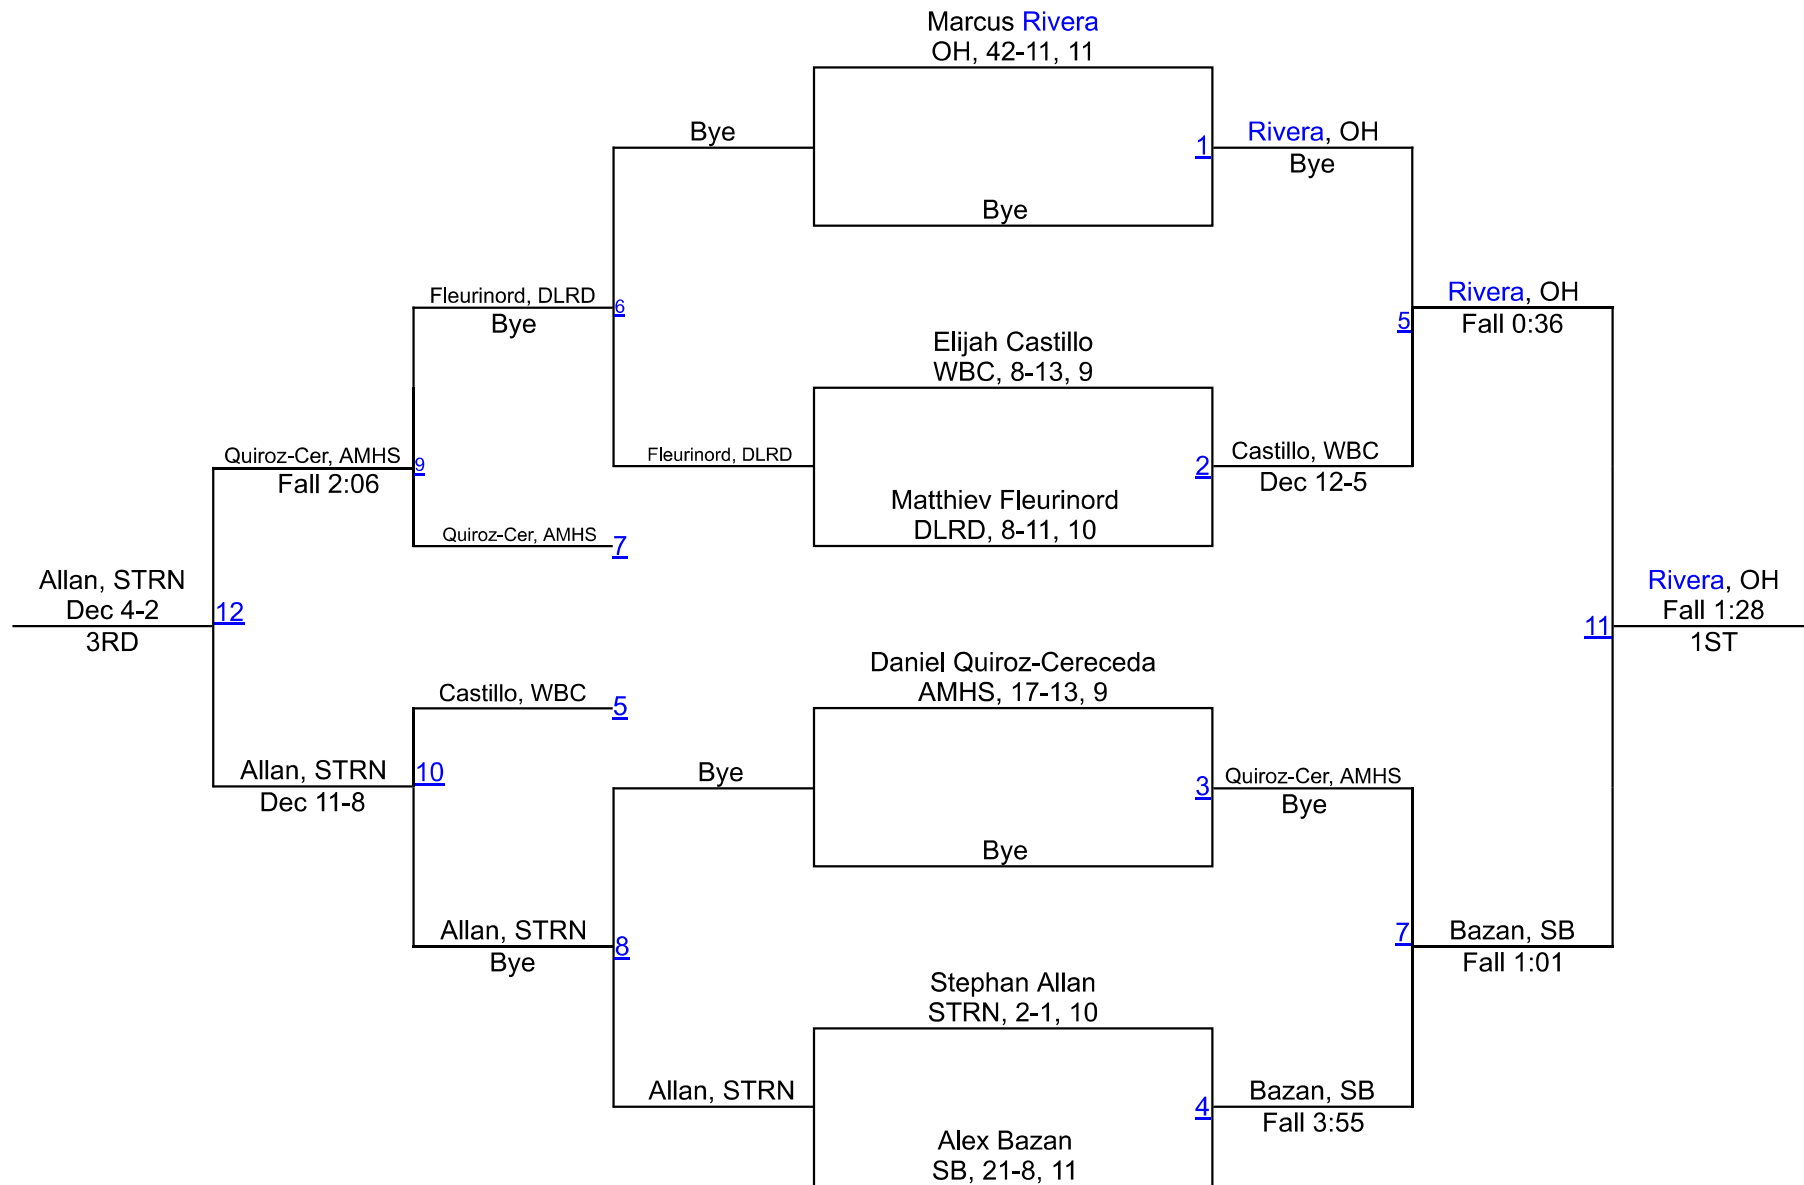 Marcus Rivera
OH, 42-11, 11
Bye
1
Rivera, OH
Bye
Bye
Fleurinord, DLRD
Bye
6
Rivera, OH
Fall 0:36
5
Elijah Castillo
WBC, 8-13, 9
Quiroz-Cer, AMHS
Fall 2:06
9
Fleurinord, DLRD
2
Castillo, WBC
Dec 12-5
Matthiev Fleurinord
DLRD, 8-11, 10
Quiroz-Cer, AMHS
7
Allan, STRN
Dec 4-2
3RD
12
11
Rivera, OH
Fall 1:28
1ST
Daniel Quiroz-Cereceda
AMHS, 17-13, 9
Castillo, WBC
5
Allan, STRN
Dec 11-8
10
Bye
3
Quiroz-Cer, AMHS
Bye
Bye
Allan, STRN
Bye
8
7
Bazan, SB
Fall 1:01
Stephan Allan
STRN, 2-1, 10
Allan, STRN
4
Bazan, SB
Fall 3:55
Alex Bazan
SB, 21-8, 11